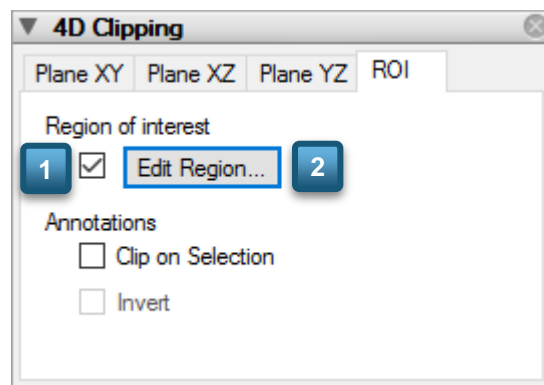 4D Clipping
Plane XY Plane XZ Plane YZ ROI
Region of interest
1 Edit Region... 2
Annotations
Clip on Selection
Invert